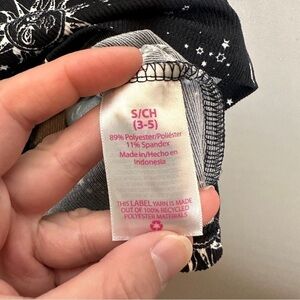 S/CH
(3-5)
89% Polyester/Poliéster
11% Spandex
Made in/Hecho en
Indonesia
THIS LABEL YARN IS MADE
OUT OF 100% RECYCLED
POLYESTER MATERIALS